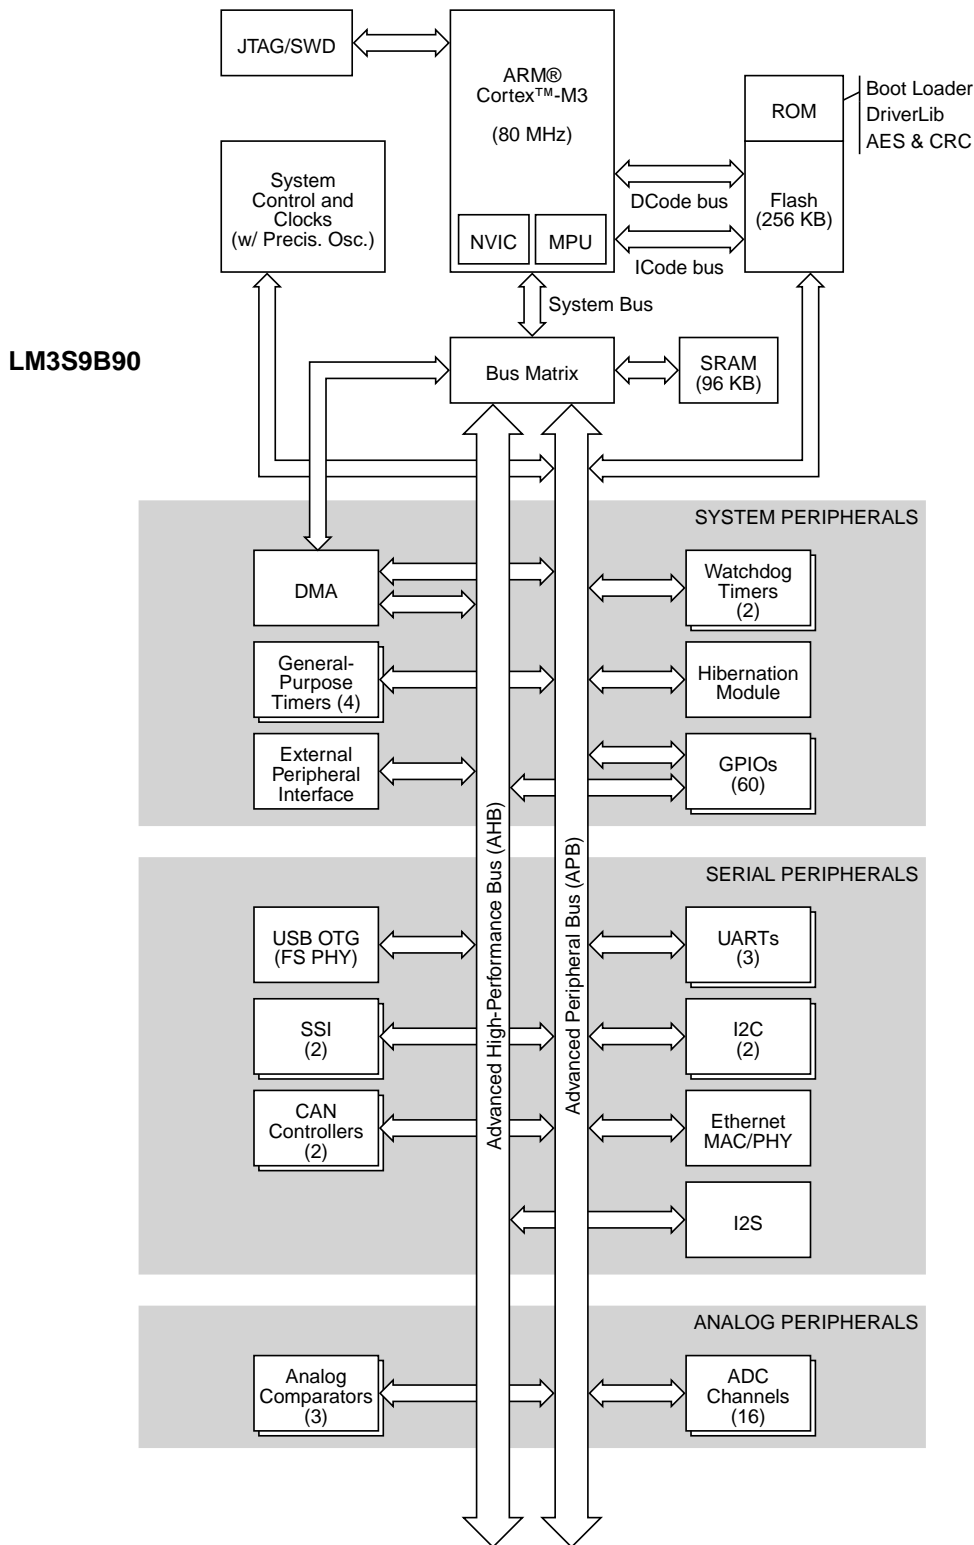 JTAG/SWD
ARM®
Cortex™-M3
(80 MHz)
NVIC
MPU
ROM
Boot Loader
DriverLib
AES & CRC
Flash
(256 KB)
DCode bus
ICode bus
System
Control and
Clocks
(w/ Precis. Osc.)
System Bus
LM3S9B90
Bus Matrix
SRAM
(96 KB)
SYSTEM PERIPHERALS
DMA
Watchdog
Timers
(2)
General-
Purpose
Timers (4)
Hibernation
Module
External
Peripheral
Interface
GPIOs
(60)
Advanced High-Performance Bus (AHB)
Advanced Peripheral Bus (APB)
SERIAL PERIPHERALS
USB OTG
(FS PHY)
UARTs
(3)
SSI
(2)
I2C
(2)
CAN
Controllers
(2)
Ethernet
MAC/PHY
I2S
ANALOG PERIPHERALS
Analog
Comparators
(3)
ADC
Channels
(16)